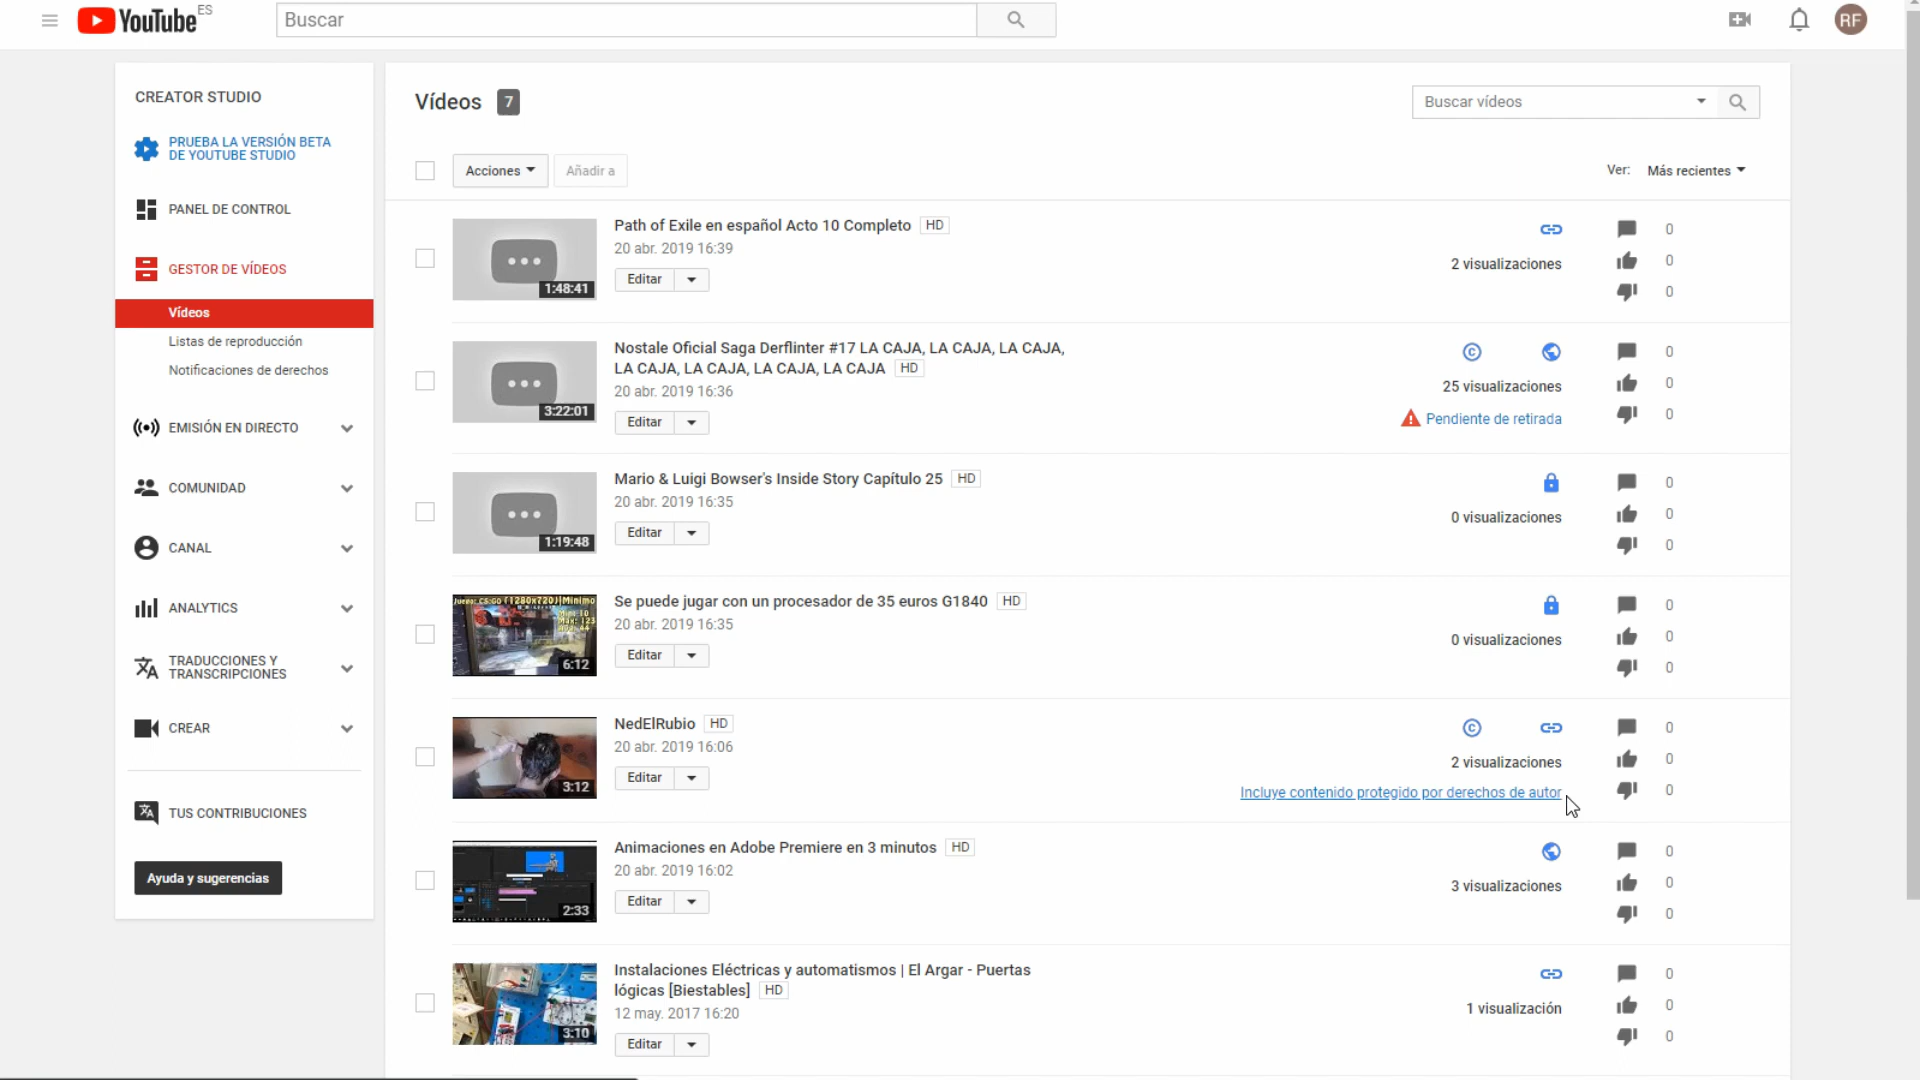 YouTube ES
Buscar
RF
CREATOR STUDIO
PRUEBA LA VERSIÓN BETA
DE YOUTUBE STUDIO
PANEL DE CONTROL
GESTOR DE VÍDEOS
Vídeos
Listas de reproducción
Notificaciones de derechos
EMISIÓN EN DIRECTO
COMUNIDAD
CANAL
ANALYTICS
TRADUCCIONES Y
TRANSCRIPCIONES
CREAR
TUS CONTRIBUCIONES
Ayuda y sugerencias
Vídeos 7
Buscar vídeos
Acciones
Añadir a
Ver: Más recientes
Path of Exile en español Acto 10 Completo HD
20 abr. 2019 16:39
Editar
1:48:41
2 visualizaciones
0
0
0
Nostale Oficial Saga Derflinter #17 LA CAJA, LA CAJA, LA CAJA,
LA CAJA, LA CAJA, LA CAJA, LA CAJA HD
20 abr. 2019 16:36
Editar
3:22:01
25 visualizaciones
Pendiente de retirada
0
0
0
Mario & Luigi Bowser's Inside Story Capítulo 25 HD
20 abr. 2019 16:35
Editar
1:19:48
0 visualizaciones
0
0
0
Se puede jugar con un procesador de 35 euros G1840 HD
20 abr. 2019 16:35
Editar
Juego: CS:GO [1280x720] Minimo
6:12
0 visualizaciones
0
0
0
NedElRubio HD
20 abr. 2019 16:06
Editar
3:12
2 visualizaciones
Incluye contenido protegido por derechos de autor
0
0
0
Animaciones en Adobe Premiere en 3 minutos HD
20 abr. 2019 16:02
Editar
2:33
3 visualizaciones
0
0
0
Instalaciones Eléctricas y automatismos | El Argar - Puertas
lógicas [Biestables] HD
12 may. 2017 16:20
Editar
3:10
1 visualización
0
0
0